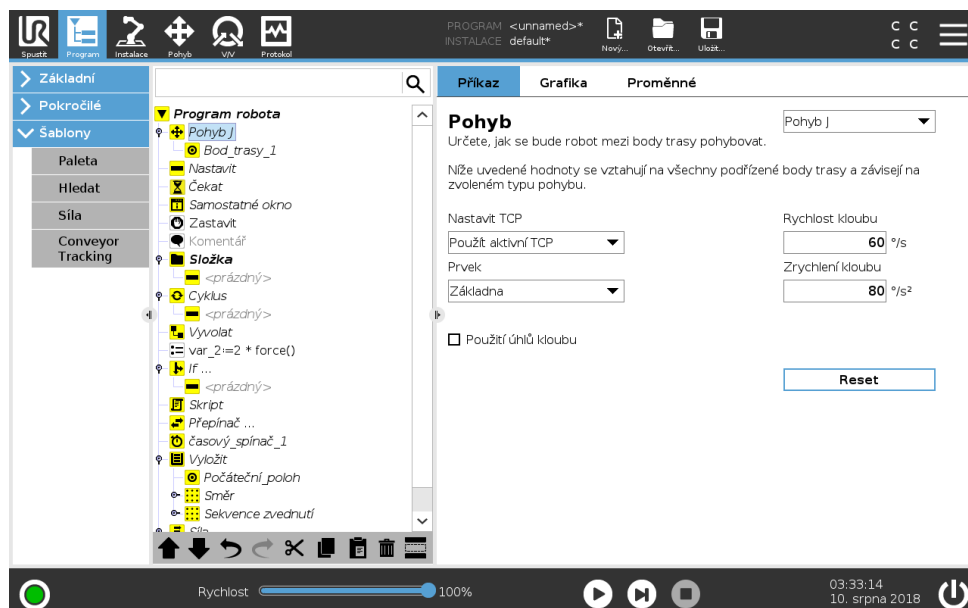 PROGRAM <unnamed>*
INSTALACE default*
Spustit
Program
Instalace
Pohyb
V/V
Protokol
Nový...
Otevřít...
Uložit...
C C
C C
Základní
Pokročilé
Šablony
Paleta
Hledat
Síla
Conveyor
Tracking
Program robota
Pohyb J
Bod_trasy_1
Nastavit
Čekat
Samostatné okno
Zastavit
Komentář
Složka
<prázdný>
Cyklus
<prázdný>
Vyvolat
var_2:=2 * force()
If ...
<prázdný>
Skript
Přepínač ...
časový_spínač_1
Vyložit
Počáteční_poloh
Směr
Sekvence zvednutí
Síla
Příkaz
Grafika
Proměnné
Pohyb
Pohyb J
Určete, jak se bude robot mezi body trasy pohybovat.
Níže uvedené hodnoty se vztahují na všechny podřízené body trasy a závisejí na
zvoleném typu pohybu.
Nastavit TCP
Rychlost kloubu
Použít aktivní TCP
60 °/s
Prvek
Zrychlení kloubu
Základna
80 °/s²
Použití úhlů kloubu
Reset
Rychlost
100%
03:33:14
10. srpna 2018